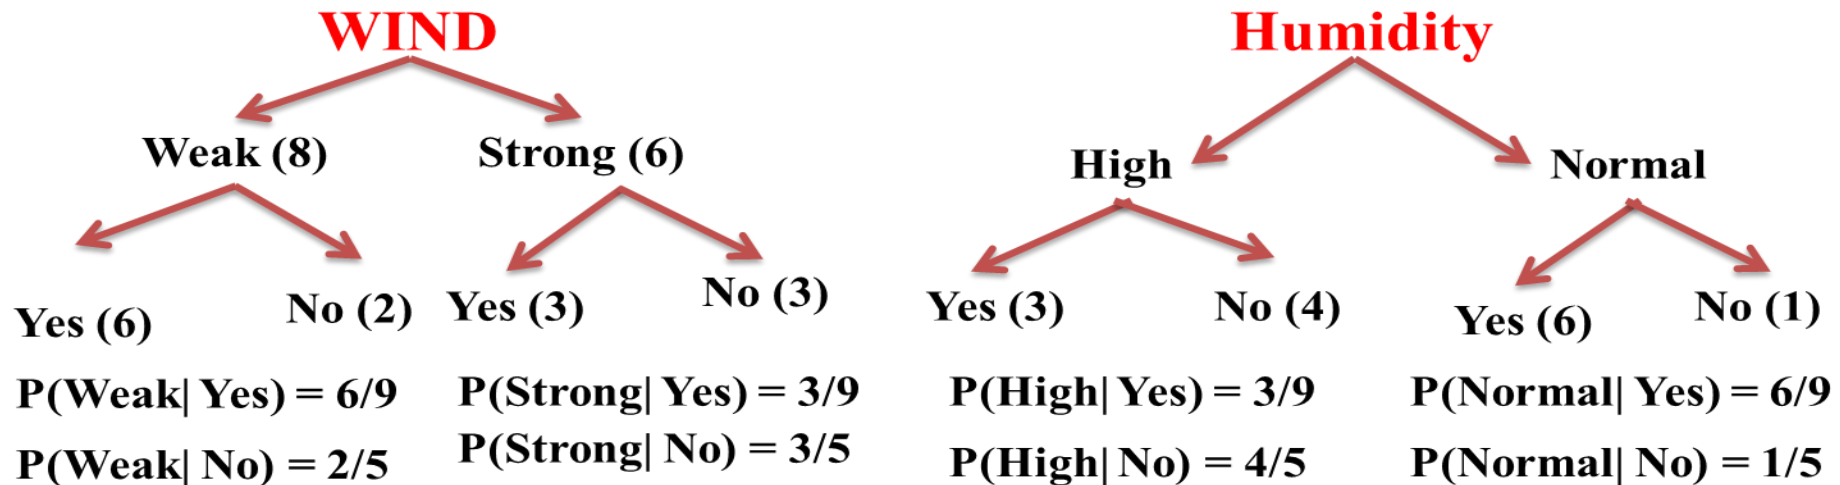 WIND
Weak (8)
Strong (6)
Yes (6)
No (2)
Yes (3)
No (3)
P(Weak| Yes) = 6/9
P(Strong| Yes) = 3/9
P(Weak| No) = 2/5
P(Strong| No) = 3/5
Humidity
High
Normal
Yes (3)
No (4)
Yes (6)
No (1)
P(High| Yes) = 3/9
P(Normal| Yes) = 6/9
P(High| No) = 4/5
P(Normal| No) = 1/5